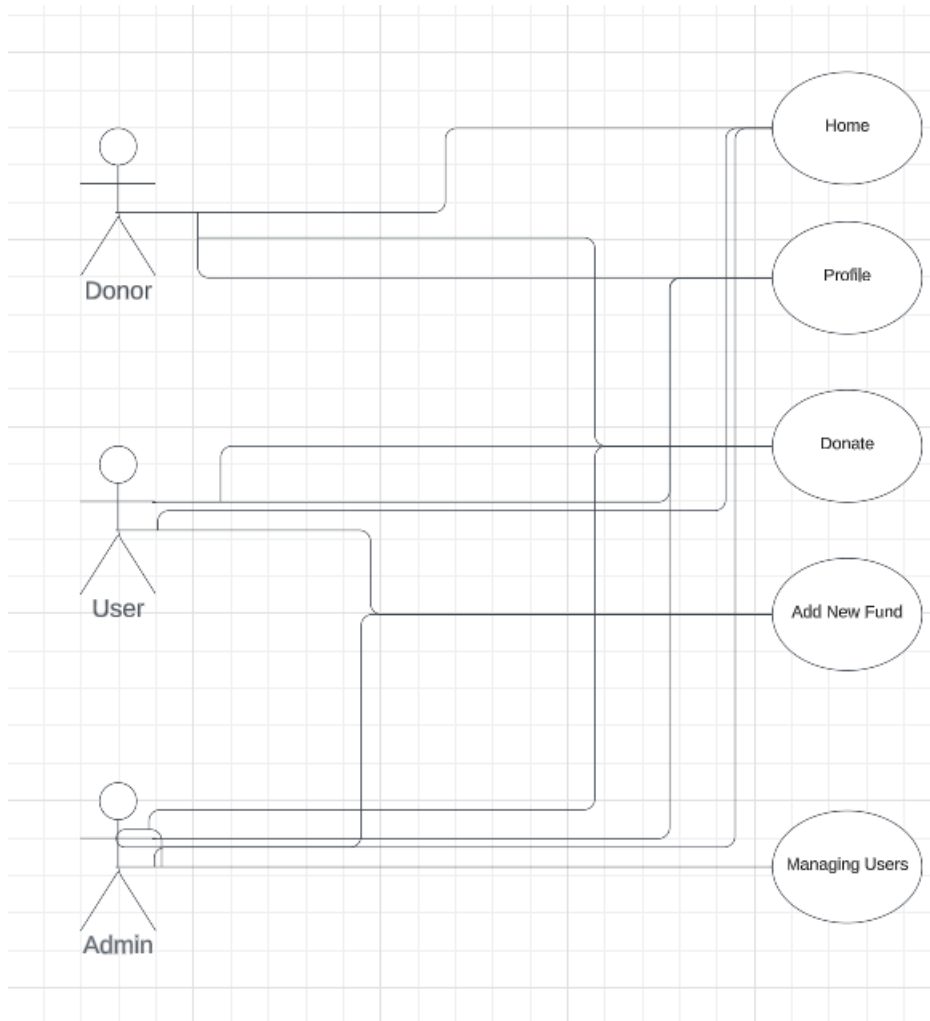 Home
Profile
Donor
Donate
User
Add New Fund
Managing Users
Admin